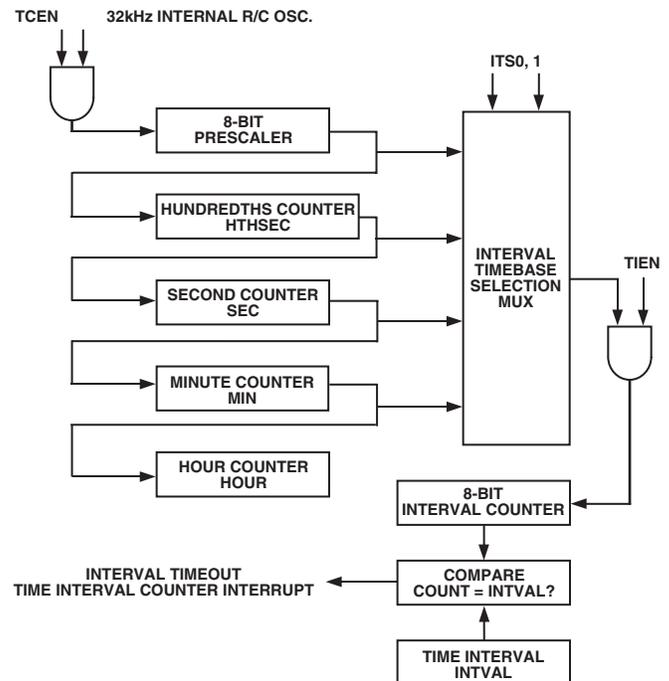 TCEN 32kHz INTERNAL R/C OSC.
ITS0, 1
8-BIT
PRESCALER
HUNDREDTHS COUNTER
HTHSEC
INTERVAL
TIMEBASE
SELECTION
MUX
TIEN
SECOND COUNTER
SEC
MINUTE COUNTER
MIN
HOUR COUNTER
HOUR
8-BIT
INTERVAL COUNTER
INTERVAL TIMEOUT
TIME INTERVAL COUNTER INTERRUPT
COMPARE
COUNT = INTVAL?
TIME INTERVAL
INTVAL